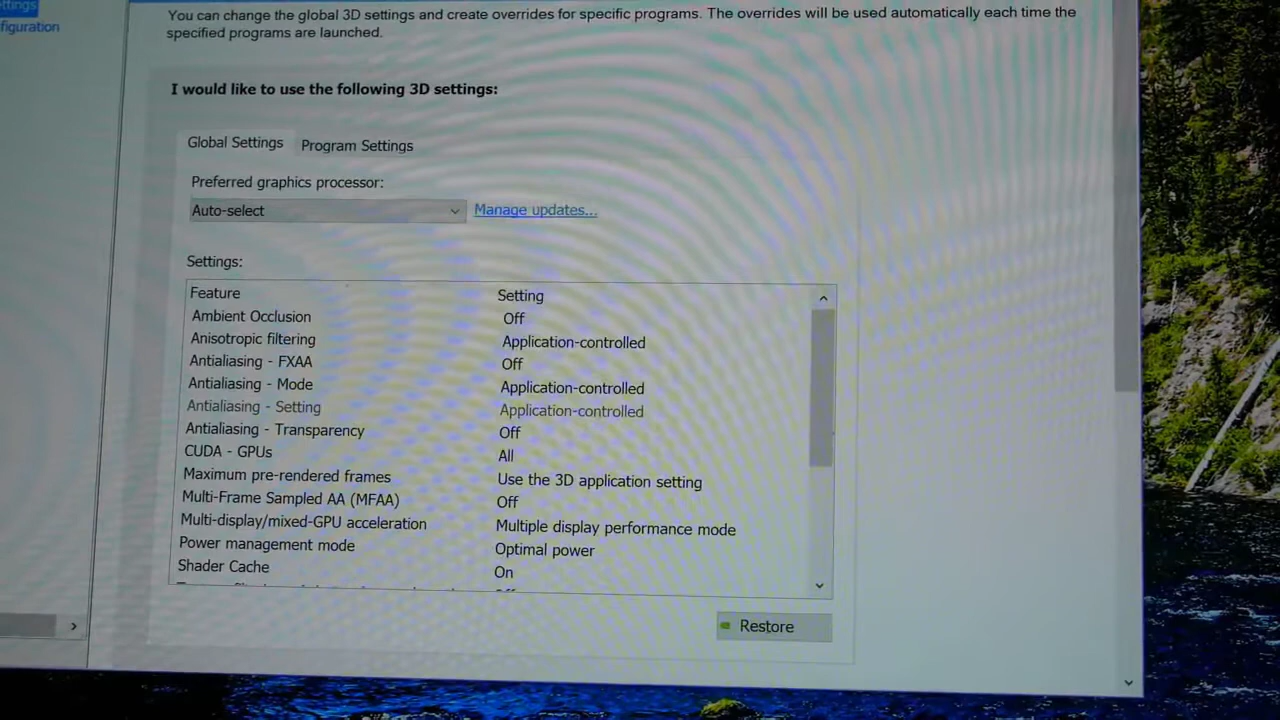 ttings
figuration
You can change the global 3D settings and create overrides for specific programs. The overrides will be used automatically each time the
specified programs are launched.
I would like to use the following 3D settings:
Global Settings
Program Settings
Preferred graphics processor:
Auto-select
Manage updates...
Settings:
Feature Setting
Ambient Occlusion Off
Anisotropic filtering Application-controlled
Antialiasing - FXAA Off
Antialiasing - Mode Application-controlled
Antialiasing - Setting Application-controlled
Antialiasing - Transparency Off
CUDA - GPUs All
Maximum pre-rendered frames Use the 3D application setting
Multi-Frame Sampled AA (MFAA) Off
Multi-display/mixed-GPU acceleration Multiple display performance mode
Power management mode Optimal power
Shader Cache On
Restore